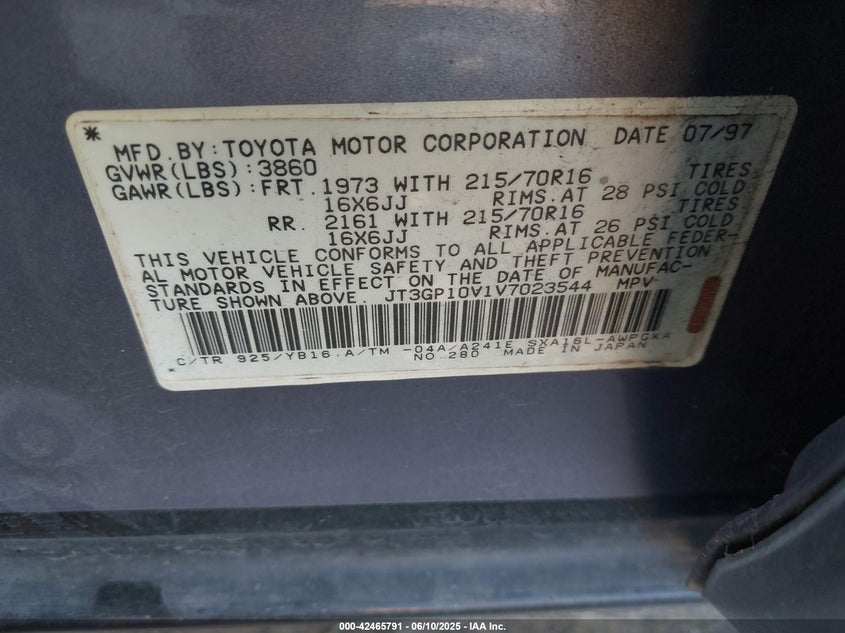 * MFD.BY:TOYOTA MOTOR CORPORATION DATE 07/97
GVWR(LBS):3860
GAWR(LBS):FRT. 1973 WITH 215/70R16 TIRES
16X6JJ RIMS.AT 28 PSI COLD
RR. 2161 WITH 215/70R16 TIRES
16X6JJ RIMS.AT 26 PSI COLD
THIS VEHICLE CONFORMS TO ALL APPLICABLE FEDER-
AL MOTOR VEHICLE SAFETY AND THEFT PREVENTION
STANDARDS IN EFFECT ON THE DATE OF MANUFAC-
TURE SHOWN ABOVE. JT3GP10V1V7023544 MPV
C/TR 925/YB16.A/TM -04A/A241E SXA16L-AWPGKA
NO.280 MADE IN JAPAN
000-42465791 - 06/10/2025 - IAA Inc.